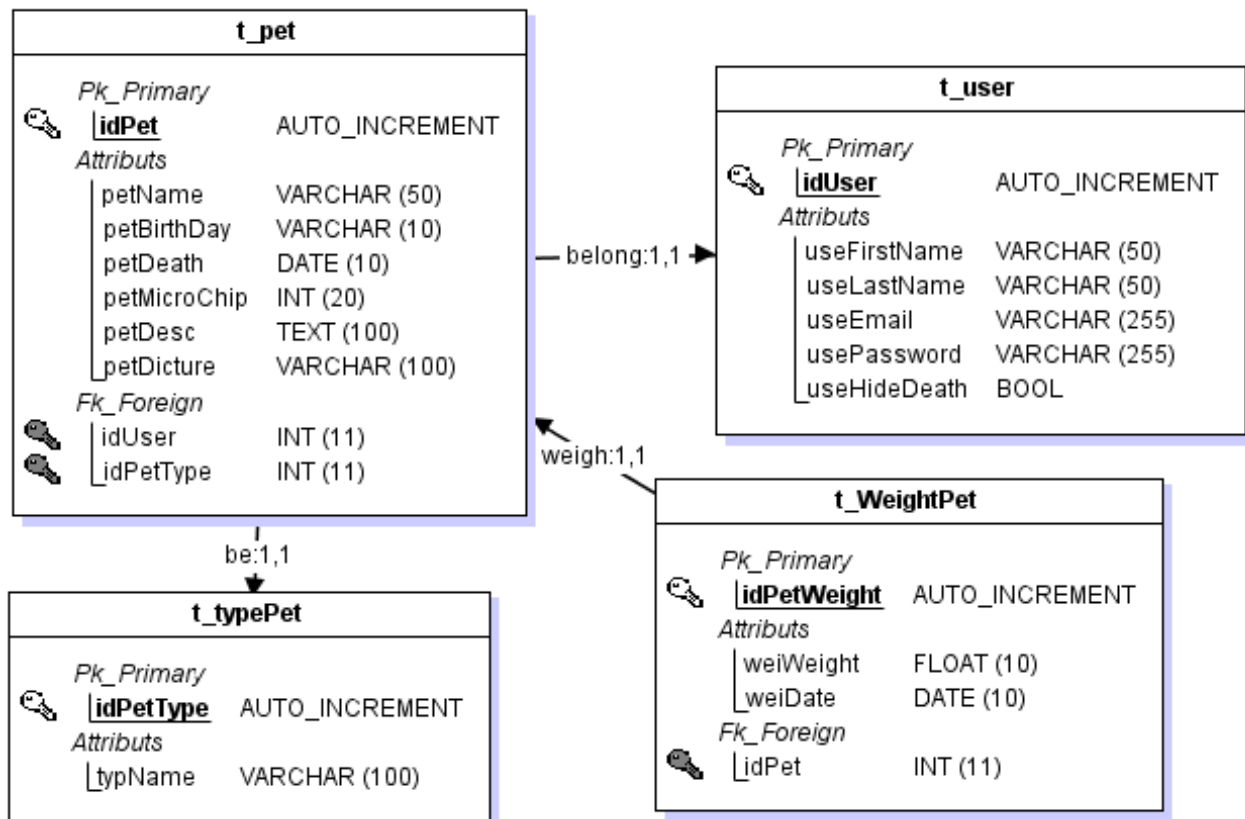 t_pet
Pk_Primary
idPet AUTO_INCREMENT
Attributs
petName VARCHAR (50)
petBirthDay VARCHAR (10)
petDeath DATE (10)
petMicroChip INT (20)
petDesc TEXT (100)
petDicture VARCHAR (100)
Fk_Foreign
idUser INT (11)
idPetType INT (11)
belong:1,1
t_user
Pk_Primary
idUser AUTO_INCREMENT
Attributs
useFirstName VARCHAR (50)
useLastName VARCHAR (50)
useEmail VARCHAR (255)
usePassword VARCHAR (255)
useHideDeath BOOL
weigh:1,1
be:1,1
t_typePet
Pk_Primary
idPetType AUTO_INCREMENT
Attributs
typName VARCHAR (100)
t_WeightPet
Pk_Primary
idPetWeight AUTO_INCREMENT
Attributs
weiWeight FLOAT (10)
weiDate DATE (10)
Fk_Foreign
idPet INT (11)